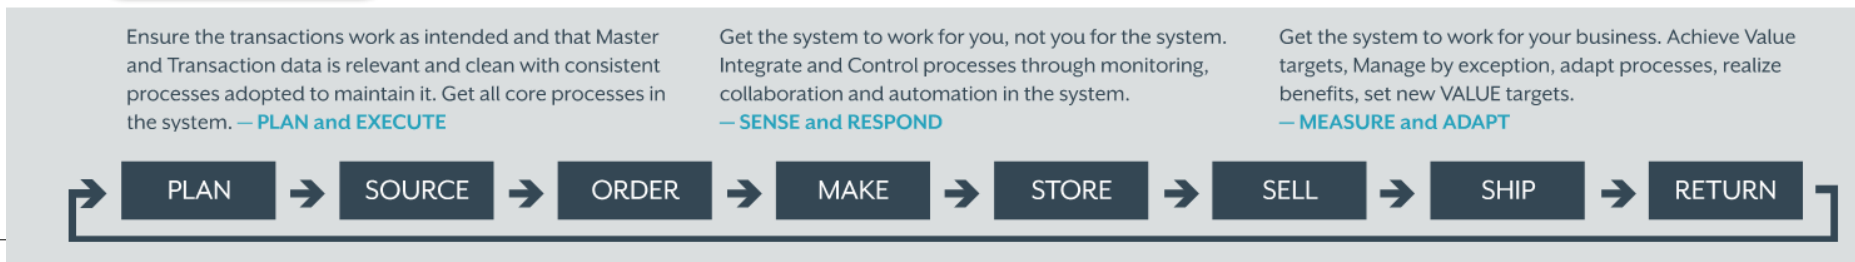 Ensure the transactions work as intended and that Master
and Transaction data is relevant and clean with consistent
processes adopted to maintain it. Get all core processes in
the system. — PLAN and EXECUTE
Get the system to work for you, not you for the system.
Integrate and Control processes through monitoring,
collaboration and automation in the system.
— SENSE and RESPOND
Get the system to work for your business. Achieve Value
targets, Manage by exception, adapt processes, realize
benefits, set new VALUE targets.
— MEASURE and ADAPT
PLAN
SOURCE
ORDER
MAKE
STORE
SELL
SHIP
RETURN